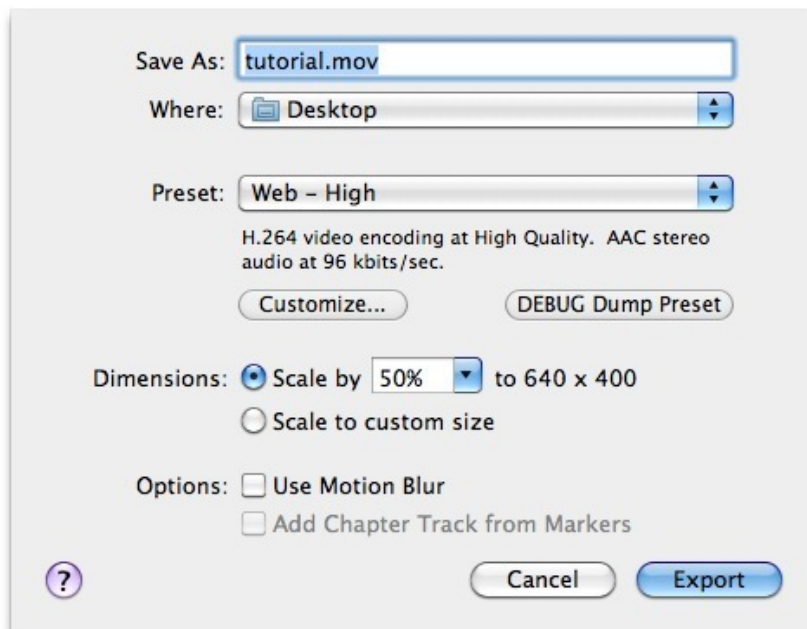 Save As: tutorial.mov
Where: Desktop
Preset: Web – High
H.264 video encoding at High Quality.  AAC stereo
audio at 96 kbits/sec.
Customize... DEBUG Dump Preset
Dimensions: Scale by 50% to 640 x 400
Scale to custom size
Options: Use Motion Blur
Add Chapter Track from Markers
? Cancel Export